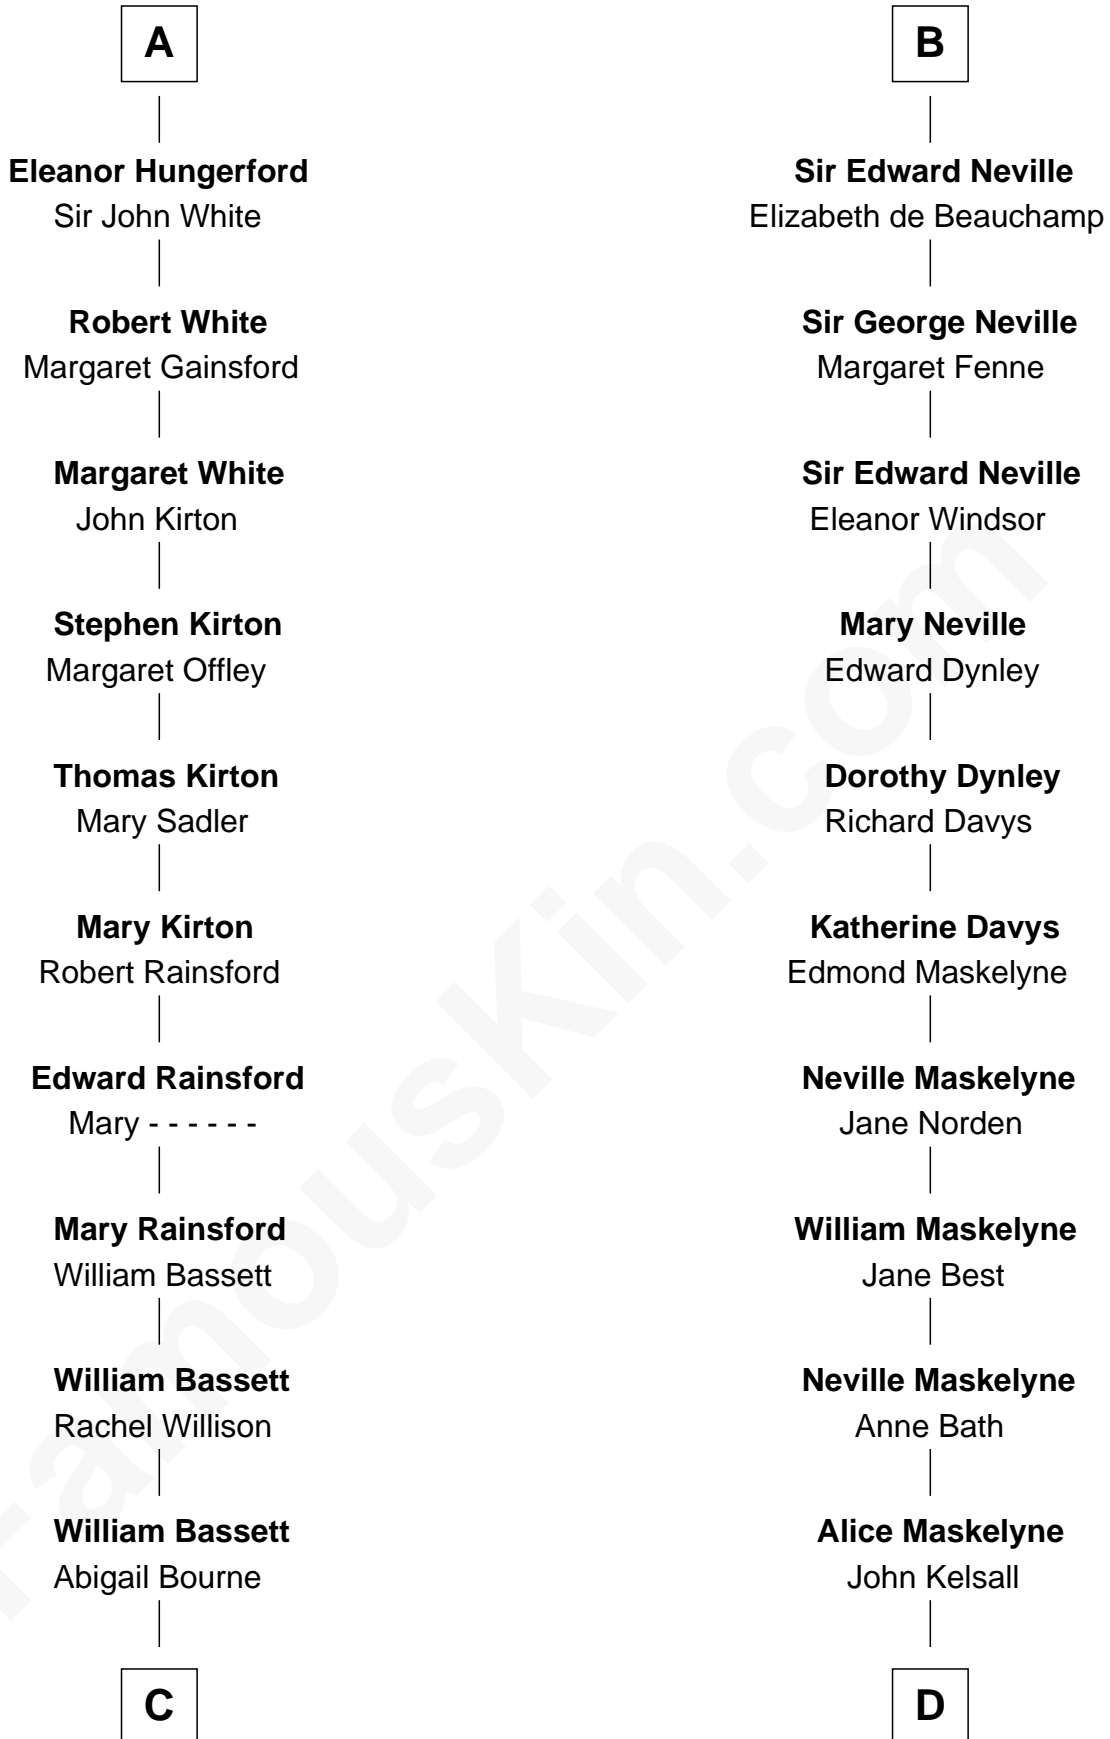 A
Eleanor Hungerford
Sir John White
Robert White
Margaret Gainsford
Margaret White
John Kirton
Stephen Kirton
Margaret Offley
Thomas Kirton
Mary Sadler
Mary Kirton
Robert Rainsford
Edward Rainsford
Mary - - - - - -
Mary Rainsford
William Bassett
William Bassett
Rachel Willison
William Bassett
Abigail Bourne
C
B
Sir Edward Neville
Elizabeth de Beauchamp
Sir George Neville
Margaret Fenne
Sir Edward Neville
Eleanor Windsor
Mary Neville
Edward Dynley
Dorothy Dynley
Richard Davys
Katherine Davys
Edmond Maskelyne
Neville Maskelyne
Jane Norden
William Maskelyne
Jane Best
Neville Maskelyne
Anne Bath
Alice Maskelyne
John Kelsall
D
FamousKin.com